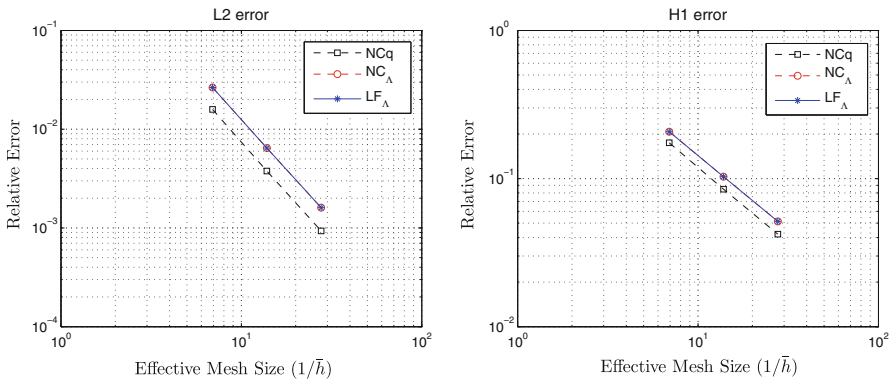 L2 error
10^-1
10^-2
10^-3
10^-4
10^0
10^1
10^2
Relative Error
Effective Mesh Size (1/h̄)
NCq
NC_Λ
LF_Λ
H1 error
10^0
10^-1
10^-2
10^0
10^1
10^2
Relative Error
Effective Mesh Size (1/h̄)
NCq
NC_Λ
LF_Λ